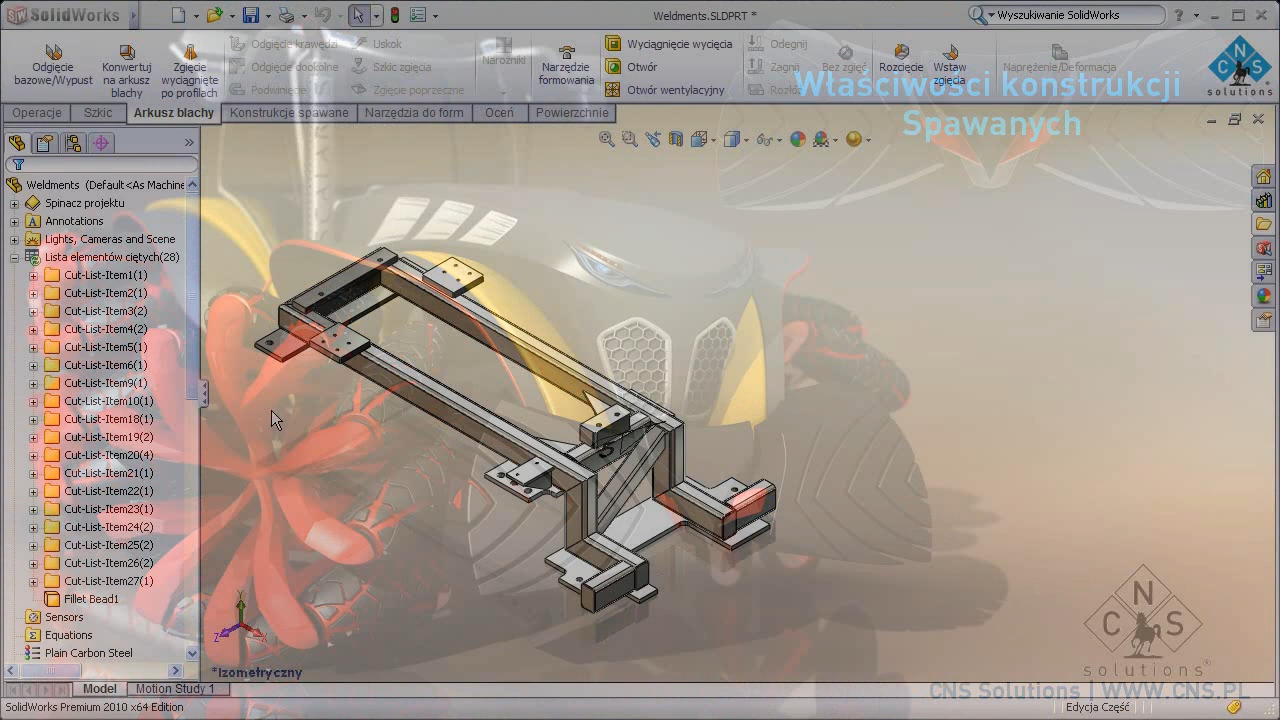 SolidWorks
Weldments.SLDPRT *
Wyszukiwanie SolidWorks
Odgięcie bazowe/Wypust
Konwertuj na arkusz blachy
Zgięcie wyciągnięte po profilach
Odgięcie krawędzi
Odgięcie dookolne
Podwinięcie
Uskok
Szkic zgięcia
Zgięcie poprzeczne
Narożniki
Narzędzie formowania
Wyciągnięcie wycięcia
Otwór
Otwór wentylacyjny
Odegnij
Zagnij
Bez zgięć
Rozcięcie
Wstaw zgięcia
Naprężenie/Deformacja
Właściwości konstrukcji
Spawanych
NCS
solutions
Operacje
Szkic
Arkusz blachy
Konstrukcje spawane
Narzędzia do form
Oceń
Powierzchnie
Weldments (Default<As Machine
Spinacz projektu
Annotations
Lights, Cameras and Scene
Lista elementów ciętych(28)
Cut-List-Item1(1)
Cut-List-Item2(1)
Cut-List-Item3(2)
Cut-List-Item4(2)
Cut-List-Item5(1)
Cut-List-Item6(1)
Cut-List-Item9(1)
Cut-List-Item10(1)
Cut-List-Item18(1)
Cut-List-Item19(2)
Cut-List-Item20(4)
Cut-List-Item21(1)
Cut-List-Item22(1)
Cut-List-Item23(1)
Cut-List-Item24(2)
Cut-List-Item25(2)
Cut-List-Item26(2)
Cut-List-Item27(1)
Fillet Bead1
Sensors
Equations
Plain Carbon Steel
Y
Z
X
*Izometryczny
N
C S
solutions®
Model
Motion Study 1
CNS Solutions | WWW.CNS.PL
SolidWorks Premium 2010 x64 Edition
Edycja Część